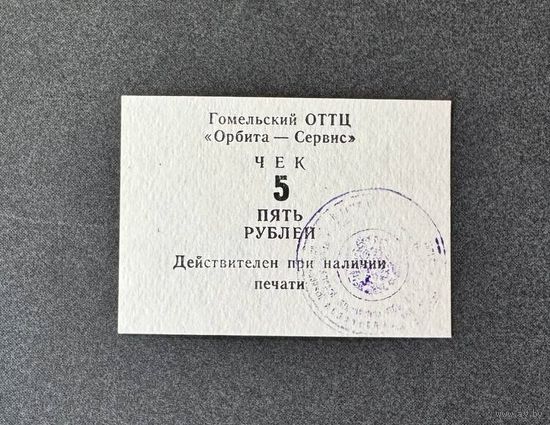 Гомельский ОТТЦ
«Орбита — Сервис»
ЧЕК
5
ПЯТЬ
РУБЛЕЙ
Действителен при наличии
печати